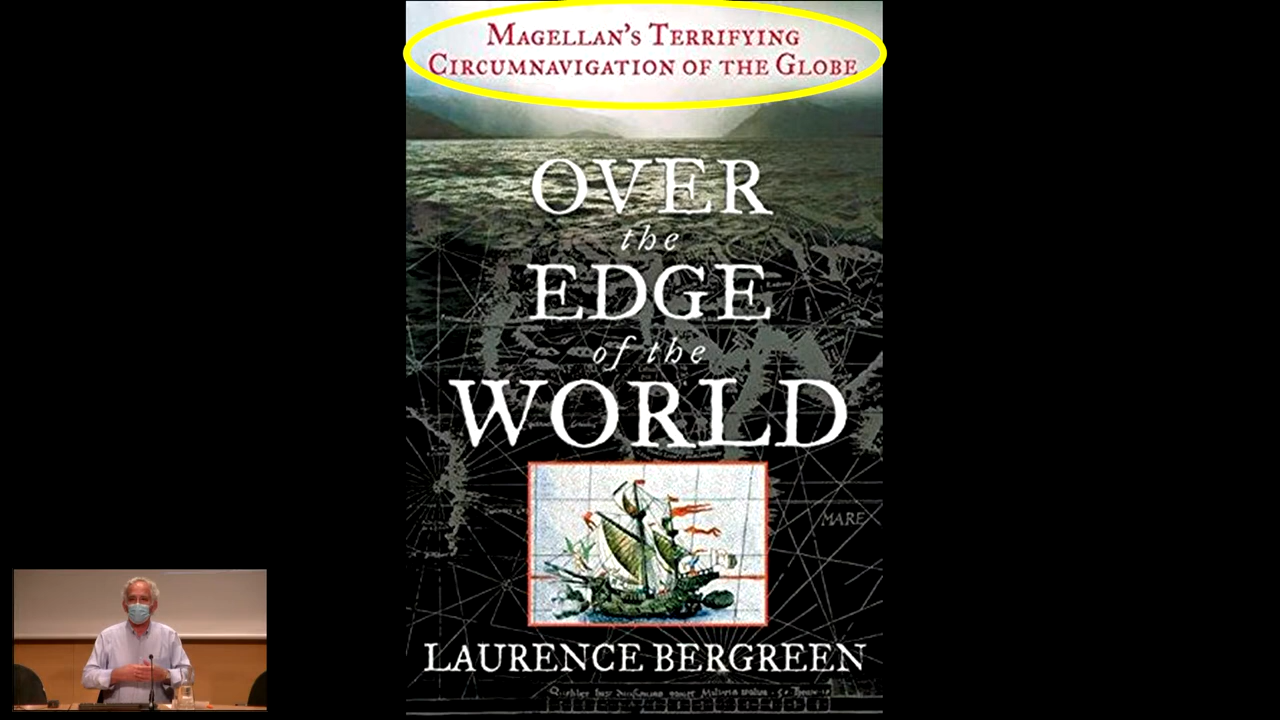 MAGELLAN'S TERRIFYING
CIRCUMNAVIGATION OF THE GLOBE
OVER
the
EDGE
of the
WORLD
MARE
LAURENCE BERGREEN